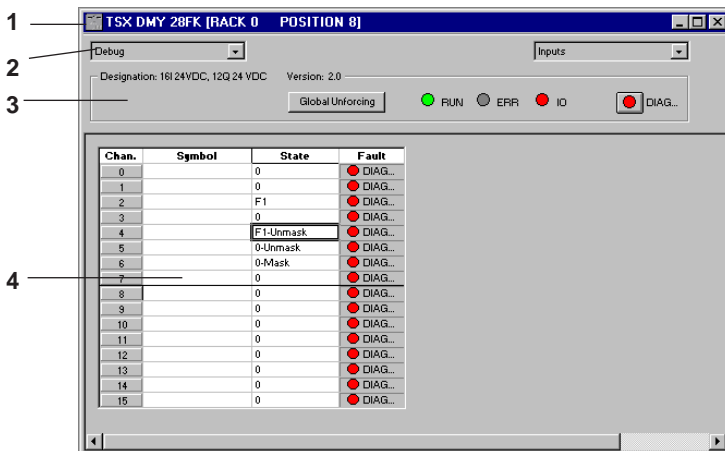 1
TSX DMY 28FK [RACK 0 POSITION 8]
2
Debug
Inputs
3
Designation: 16I 24VDC, 12Q 24 VDC Version: 2.0
Global Unforcing
RUN
ERR
IO
DIAG...
4
Chan. Symbol State Fault
0 0 DIAG...
1 0 DIAG...
2 F1 DIAG...
3 0 DIAG...
4 F1-Unmask DIAG...
5 0-Unmask DIAG...
6 0-Mask DIAG...
7 0 DIAG...
8 0 DIAG...
9 0 DIAG...
10 0 DIAG...
11 0 DIAG...
12 0 DIAG...
13 0 DIAG...
14 0 DIAG...
15 0 DIAG...